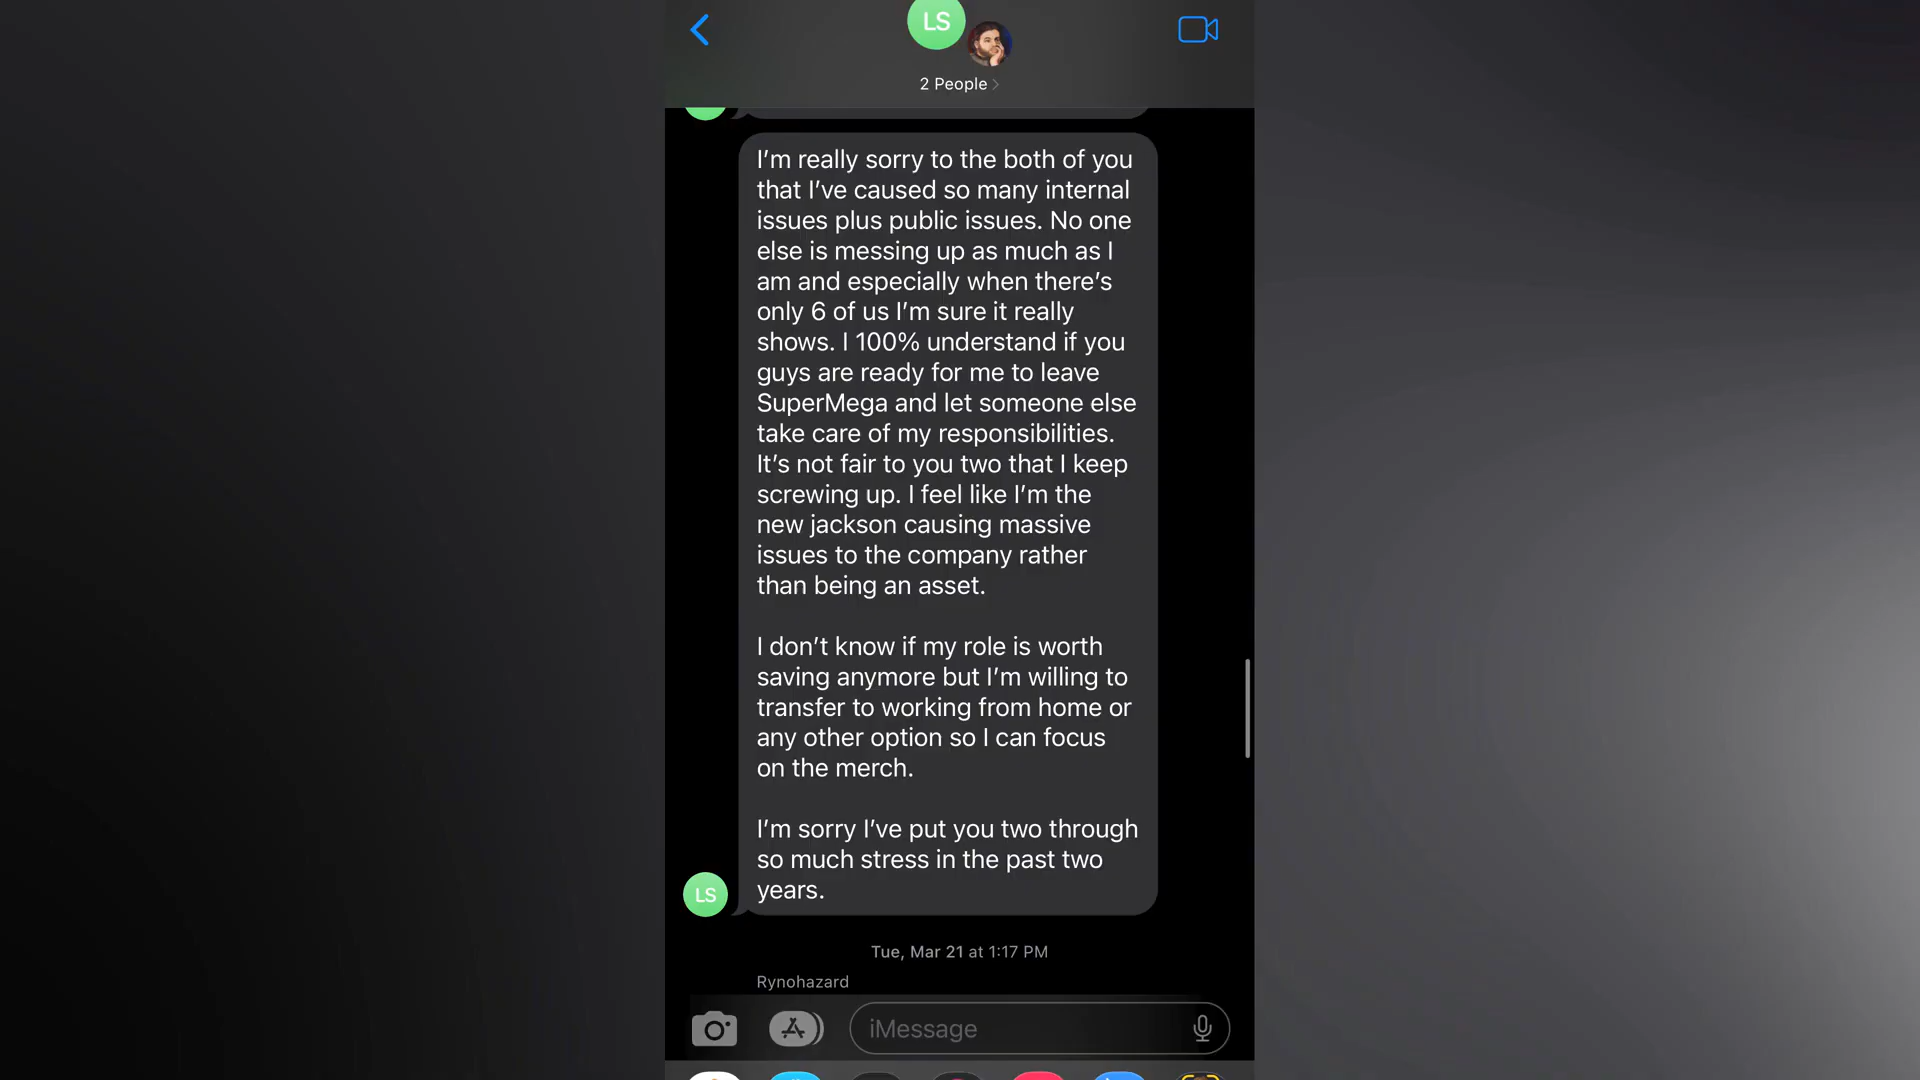 LS
2 People
I’m really sorry to the both of you
that I’ve caused so many internal
issues plus public issues. No one
else is messing up as much as I
am and especially when there’s
only 6 of us I’m sure it really
shows. I 100% understand if you
guys are ready for me to leave
SuperMega and let someone else
take care of my responsibilities.
It’s not fair to you two that I keep
screwing up. I feel like I’m the
new jackson causing massive
issues to the company rather
than being an asset.
I don’t know if my role is worth
saving anymore but I’m willing to
transfer to working from home or
any other option so I can focus
on the merch.
I’m sorry I’ve put you two through
so much stress in the past two
years.
LS
Tue, Mar 21 at 1:17 PM
Rynohazard
iMessage